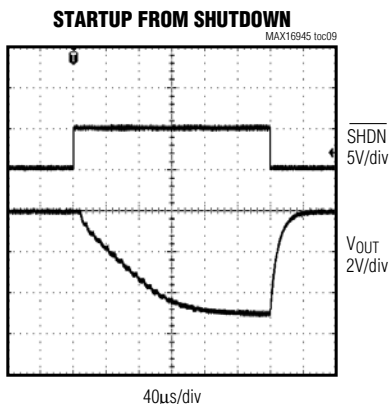 STARTUP FROM SHUTDOWN
MAX16945 toc09
T
SHDN
5V/div
VOUT
2V/div
40µs/div